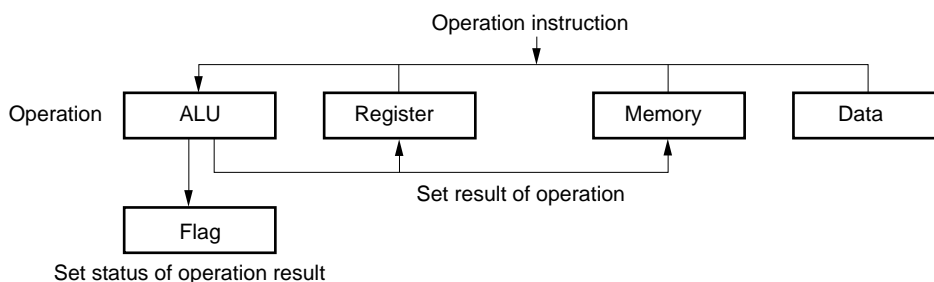 Operation instruction
Operation
ALU
Register
Memory
Data
Set result of operation
Flag
Set status of operation result